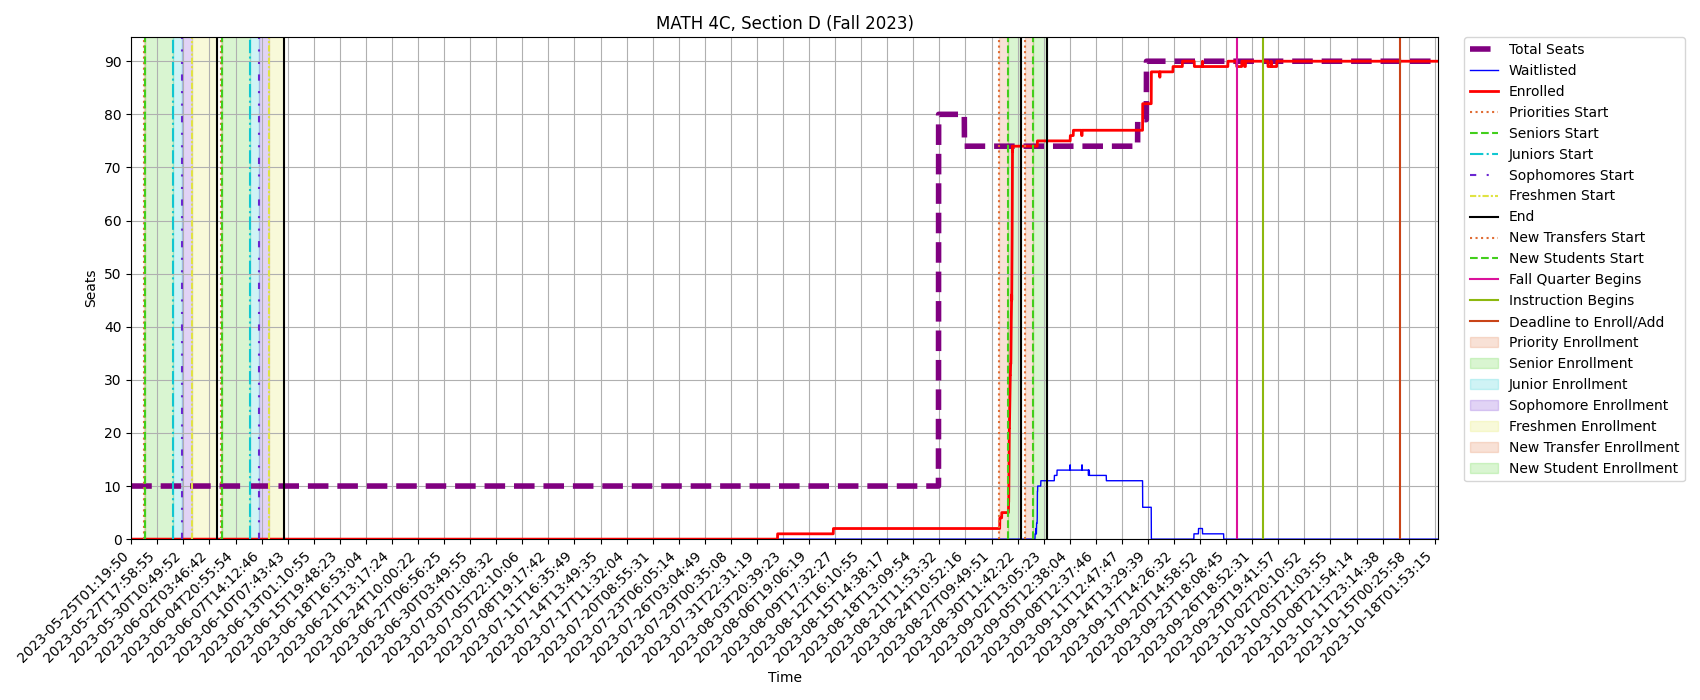 MATH 4C, Section D (Fall 2023)
Seats
90
80
70
60
50
40
30
20
10
0
2023-05-25T01:19:50
2023-05-27T17:58:55
2023-05-30T10:49:52
2023-06-02T03:46:42
2023-06-04T20:55:54
2023-06-07T14:12:46
2023-06-10T07:43:43
2023-06-13T01:10:55
2023-06-15T19:48:23
2023-06-18T16:53:04
2023-06-21T13:17:24
2023-06-24T10:00:22
2023-06-27T06:56:25
2023-06-30T03:49:55
2023-07-03T01:08:32
2023-07-05T22:10:06
2023-07-08T19:17:42
2023-07-11T16:35:49
2023-07-14T13:49:35
2023-07-17T11:32:04
2023-07-20T08:55:31
2023-07-23T06:05:14
2023-07-26T03:04:49
2023-07-29T00:35:08
2023-07-31T22:31:19
2023-08-03T20:39:23
2023-08-06T19:06:19
2023-08-09T17:32:27
2023-08-12T16:10:55
2023-08-15T14:38:17
2023-08-18T13:09:54
2023-08-21T11:53:32
2023-08-24T10:52:16
2023-08-27T09:49:51
2023-08-30T11:42:22
2023-09-02T13:05:23
2023-09-05T12:38:04
2023-09-08T12:37:46
2023-09-11T12:47:47
2023-09-14T13:29:39
2023-09-17T14:26:32
2023-09-20T14:58:52
2023-09-23T18:08:45
2023-09-26T18:52:31
2023-09-29T19:41:57
2023-10-02T20:10:52
2023-10-05T21:03:55
2023-10-08T21:54:14
2023-10-11T23:14:38
2023-10-15T00:25:58
2023-10-18T01:53:15
Time
Total Seats
Waitlisted
Enrolled
Priorities Start
Seniors Start
Juniors Start
Sophomores Start
Freshmen Start
End
New Transfers Start
New Students Start
Fall Quarter Begins
Instruction Begins
Deadline to Enroll/Add
Priority Enrollment
Senior Enrollment
Junior Enrollment
Sophomore Enrollment
Freshmen Enrollment
New Transfer Enrollment
New Student Enrollment